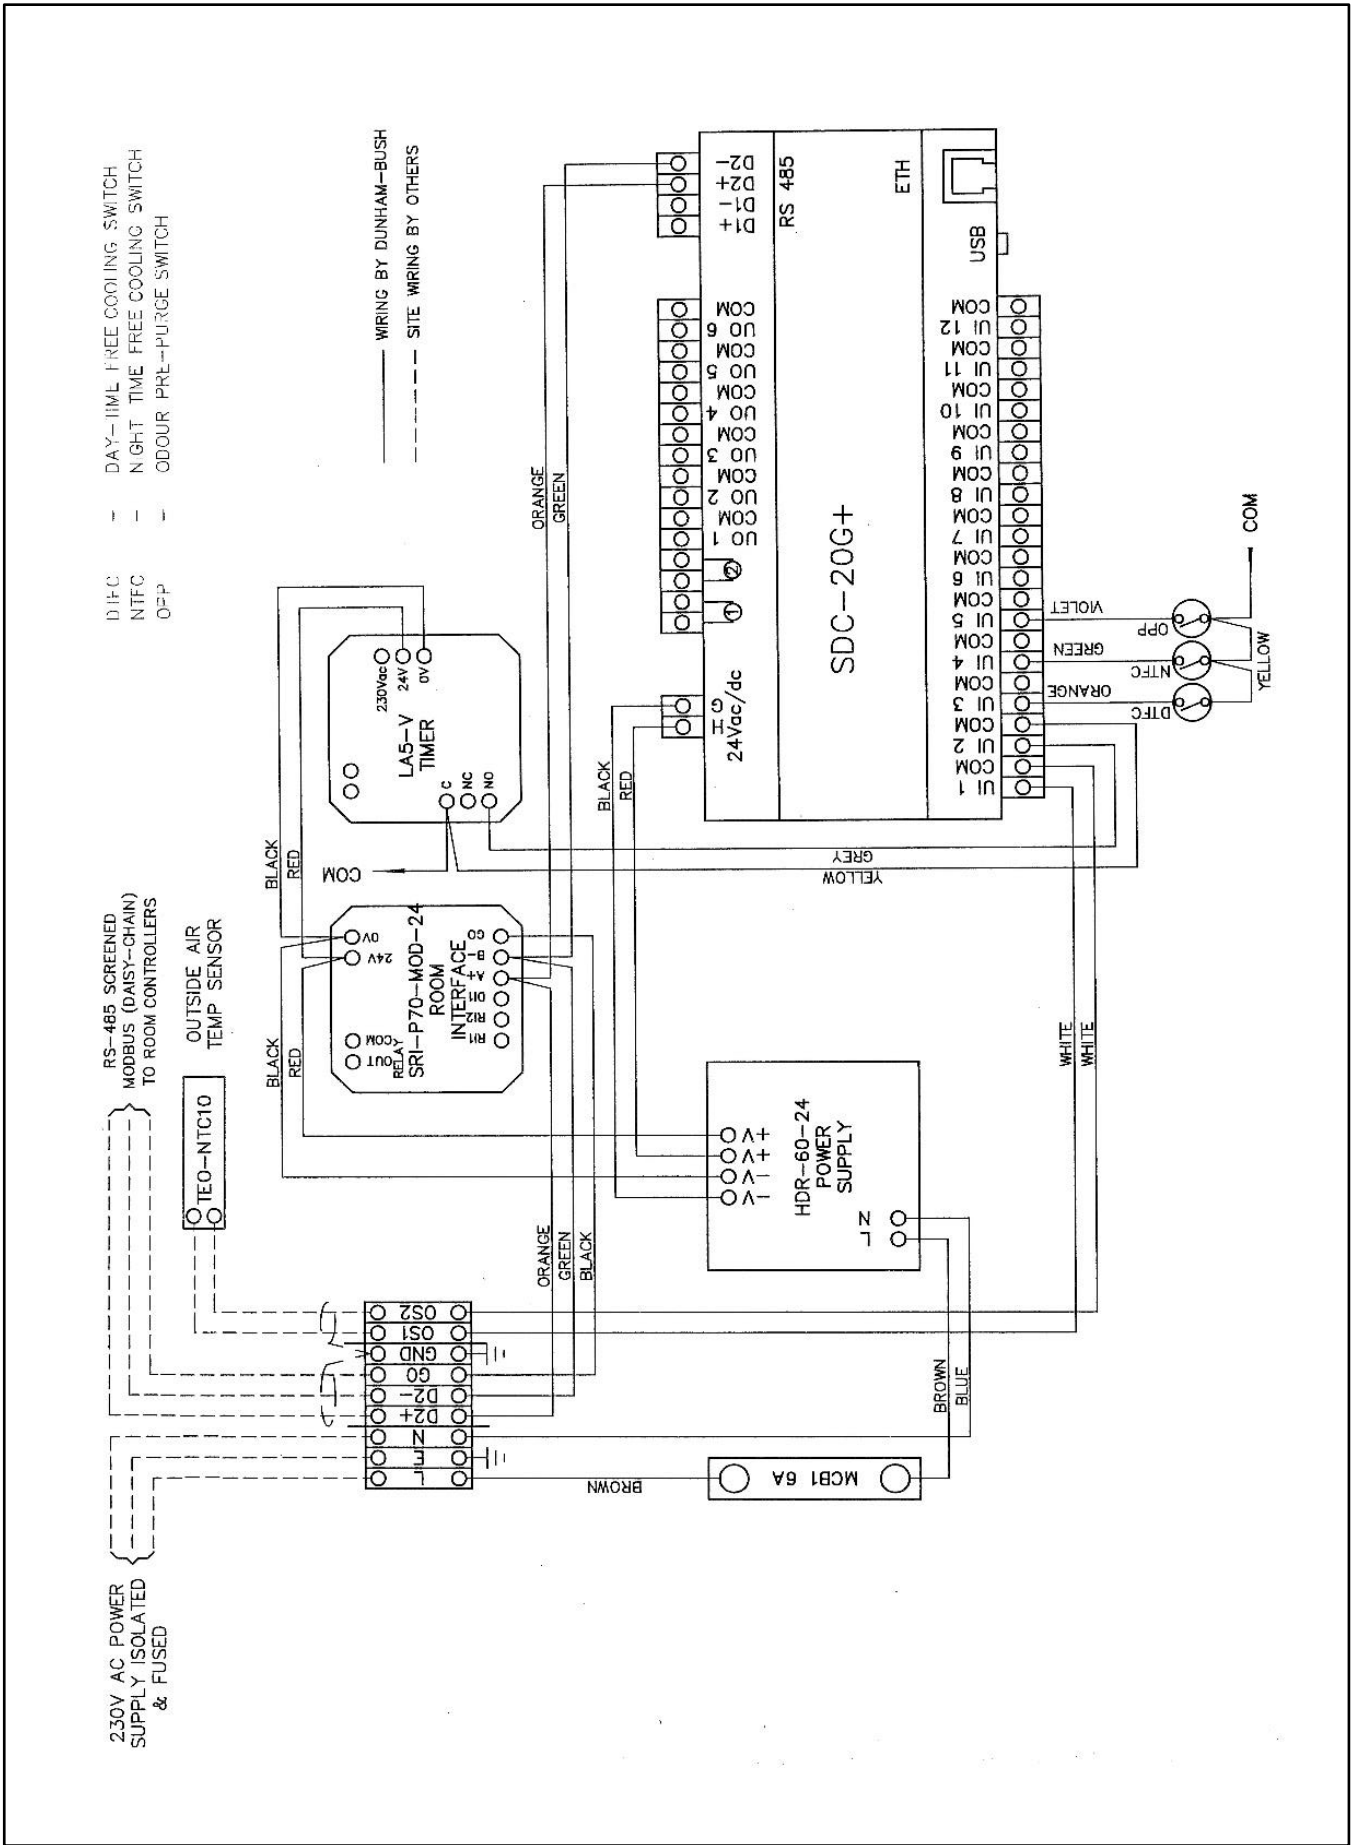 230V AC POWER
SUPPLY ISOLATED
& FUSED
RS-485 SCREENED
MODBUS (DAISY-CHAIN)
TO ROOM CONTROLLERS
OUTSIDE AIR
TEMP SENSOR
TEO-NTC10
DTFC - DAY-TIME FREE COOLING SWITCH
NTFC - NIGHT TIME FREE COOLING SWITCH
OPP - ODOUR PRE-PURGE SWITCH
WIRING BY DUNHAM-BUSH
SITE WIRING BY OTHERS
L
E
N
D2+
D2-
G0
GND
OS1
OS2
BROWN
MCB1 6A
BROWN
BLUE
L
N
HDR-60-24
POWER
SUPPLY
-V
-V
+V
+V
ORANGE
GREEN
BLACK
BLACK
RED
OUT
COM
RELAY
24V
0V
SRI-P70-MOD-24
ROOM
INTERFACE
RI1
RI2
DI1
A+
B-
G0
BLACK
RED
COM
LA5-V
TIMER
230Vac
24V
0V
C
NC
NO
GREY
YELLOW
BLACK
RED
ORANGE
GREEN
WHITE
WHITE
H
G
24Vac/dc
1
2
UO 1
COM
UO 2
COM
UO 3
COM
UO 4
COM
UO 5
COM
UO 6
COM
D1+
D1-
D2+
D2-
RS 485
SDC-20G+
ETH
USB
UI 1
COM
UI 2
COM
UI 3
COM
UI 4
COM
UI 5
COM
UI 6
COM
UI 7
COM
UI 8
COM
UI 9
COM
UI 10
COM
UI 11
COM
UI 12
COM
ORANGE
GREEN
VIOLET
DTFC
NTFC
OPP
YELLOW
COM